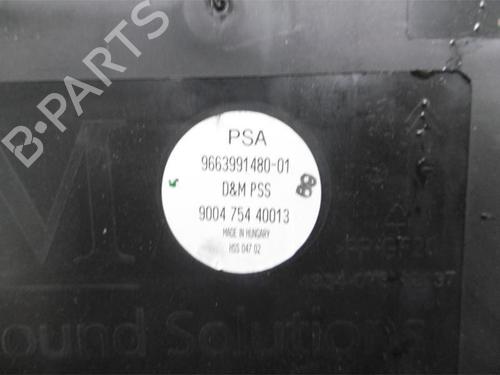 B-PARTS
PSA
9663991480-01
D&M PSS
9004 754 40013
MADE IN HUNGARY
HSS 047 02
ound Solutions